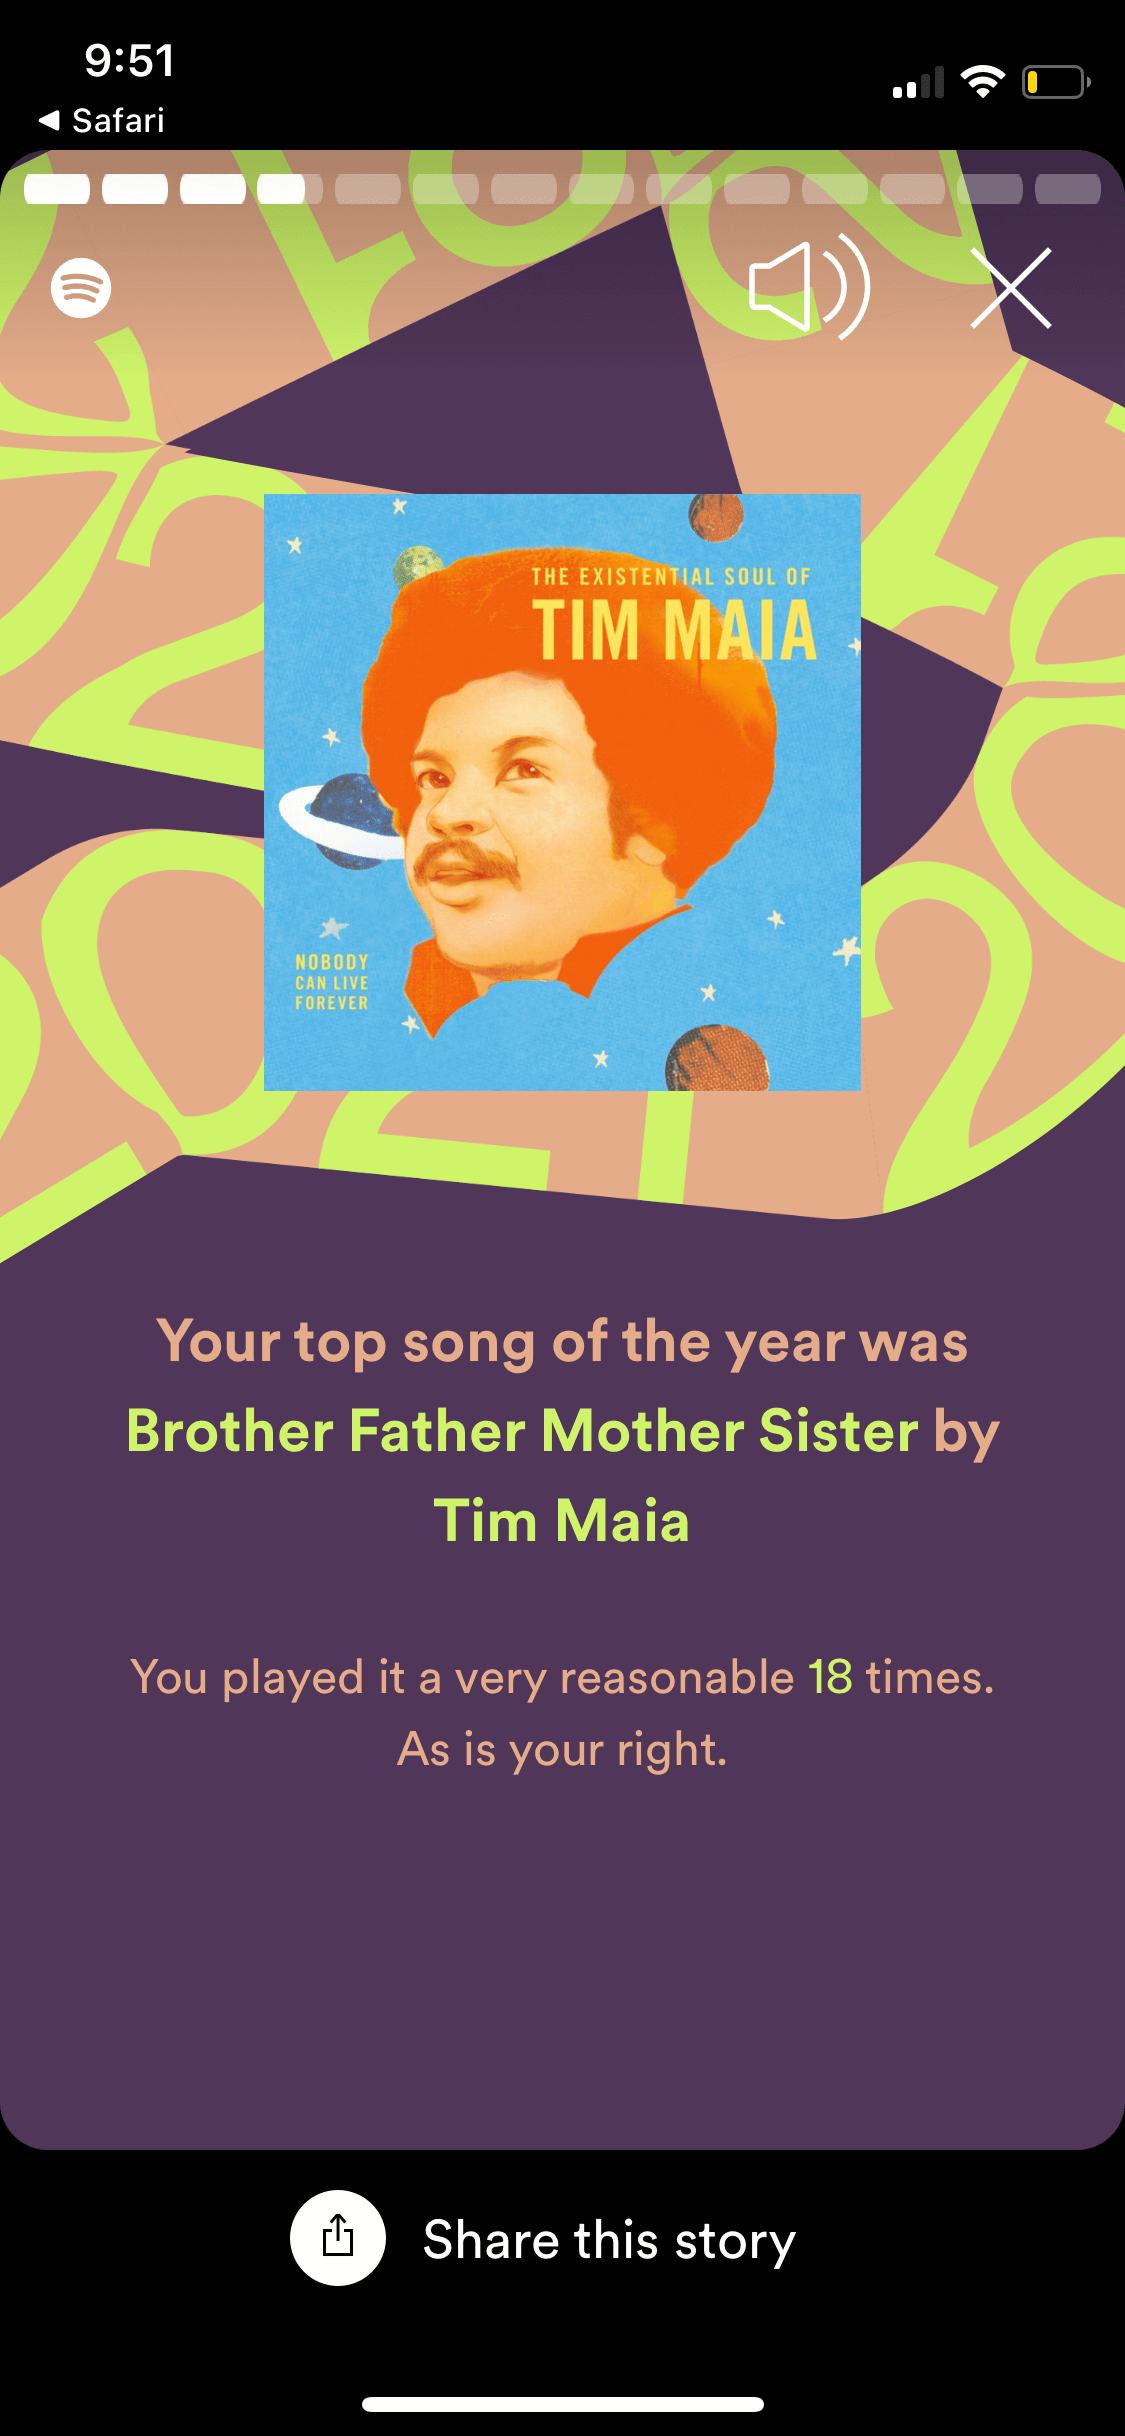 9:51
Safari
THE EXISTENTIAL SOUL OF
TIM MAIA
NOBODY
CAN LIVE
FOREVER
Your top song of the year was
Brother Father Mother Sister by
Tim Maia
You played it a very reasonable 18 times.
As is your right.
Share this story